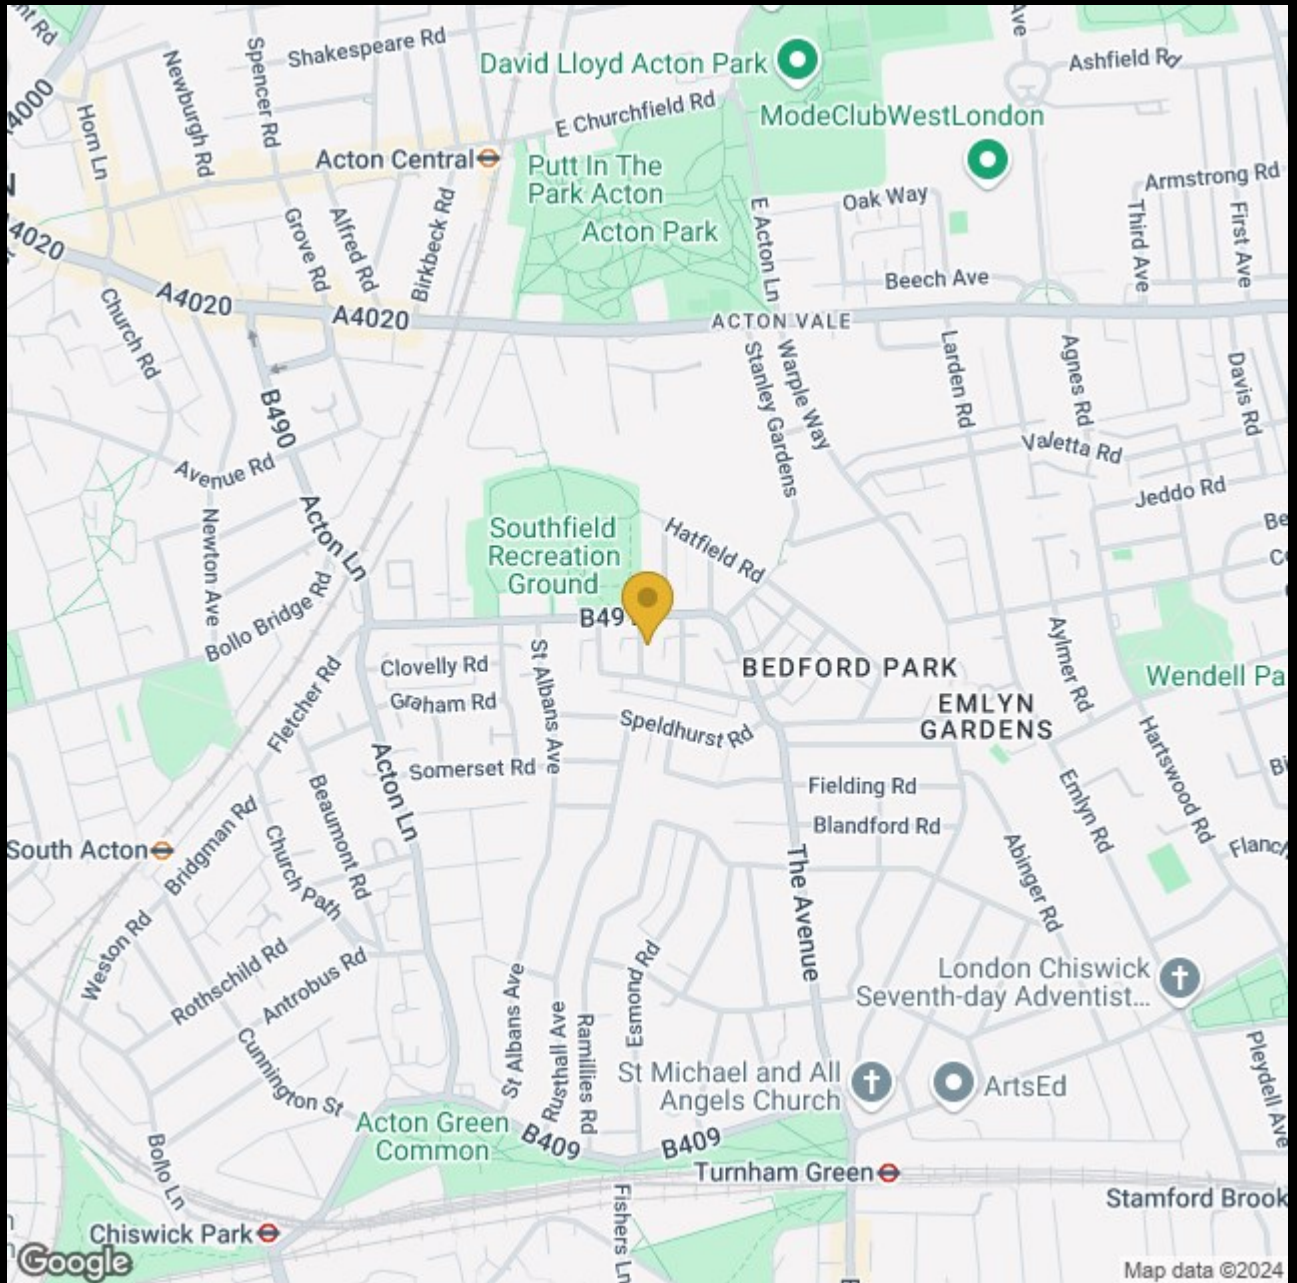 Shakespeare Rd
Spencer Rd
Newburgh Rd
Horn Ln
David Lloyd Acton Park
E Churchfield Rd
ModeClubWestLondon
Ashfield Rd
Ave
Acton Central
Putt In The
Park Acton
Acton Park
Oak Way
Armstrong Rd
Third Ave
First Ave
Grove Rd
Alfred Rd
Birkbeck Rd
E Acton Ln
Beech Ave
A4020
A4020
ACTON VALE
Church Rd
B490
Stanley Gardens
Warple Way
Larden Rd
Agnes Rd
Davis Rd
Valetta Rd
Avenue Rd
Jeddo Rd
Newton Ave
Acton Ln
Southfield
Recreation
Ground
Hatfield Rd
Bollo Bridge Rd
B49
Fletcher Rd
Clovelly Rd
Graham Rd
St Albans Ave
BEDFORD PARK
EMLYN
GARDENS
Aylmer Rd
Wendell Pa
Speldhurst Rd
Somerset Rd
Acton Ln
Fielding Rd
Blandford Rd
Emlyn Rd
Hartswood Rd
Beaumont Rd
South Acton
Bridgman Rd
Church Path
The Avenue
Abinger Rd
Flanch
Weston Rd
Rothschild Rd
Antrobus Rd
London Chiswick
Seventh-day Adventist...
Esmond Rd
St Albans Ave
Rusthall Ave
Ramillies Rd
Cunnington St
St Michael and All
Angels Church
ArtsEd
Pleydell Ave
Acton Green
Common
B409
B409
Bollo Ln
Turnham Green
Stamford Brook
Chiswick Park
Fishers Ln
Google
Map data ©2024